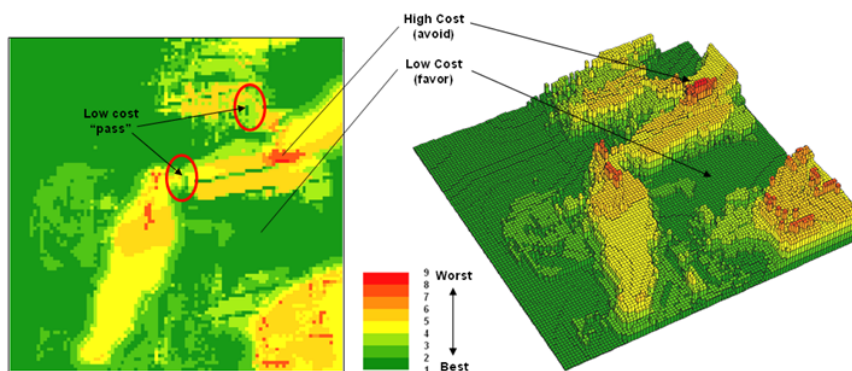 High Cost
(avoid)
Low Cost
(favor)
Low cost
"pass"
9 Worst
8
7
6
5
4
3
2
1 Best